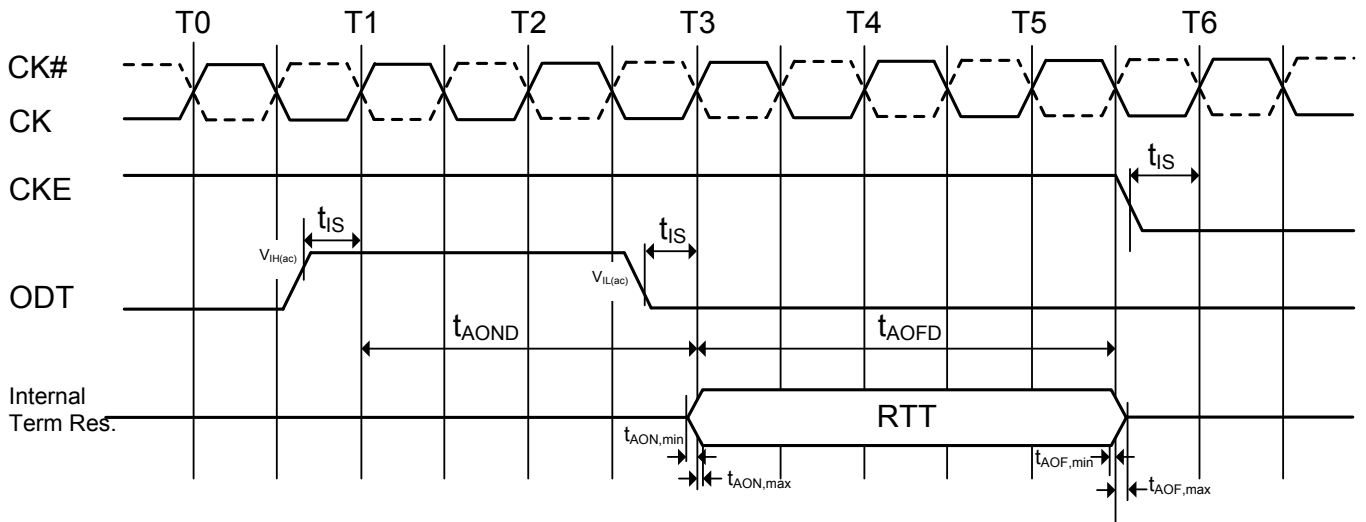 T0 T1 T2 T3 T4 T5 T6
CK#
CK
CKE
tIS
tIS
tIS
VIH(ac)
VIL(ac)
ODT
tAOND
tAOFD
Internal
Term Res.
RTT
tAON,min
tAOF,min
tAON,max
tAOF,max